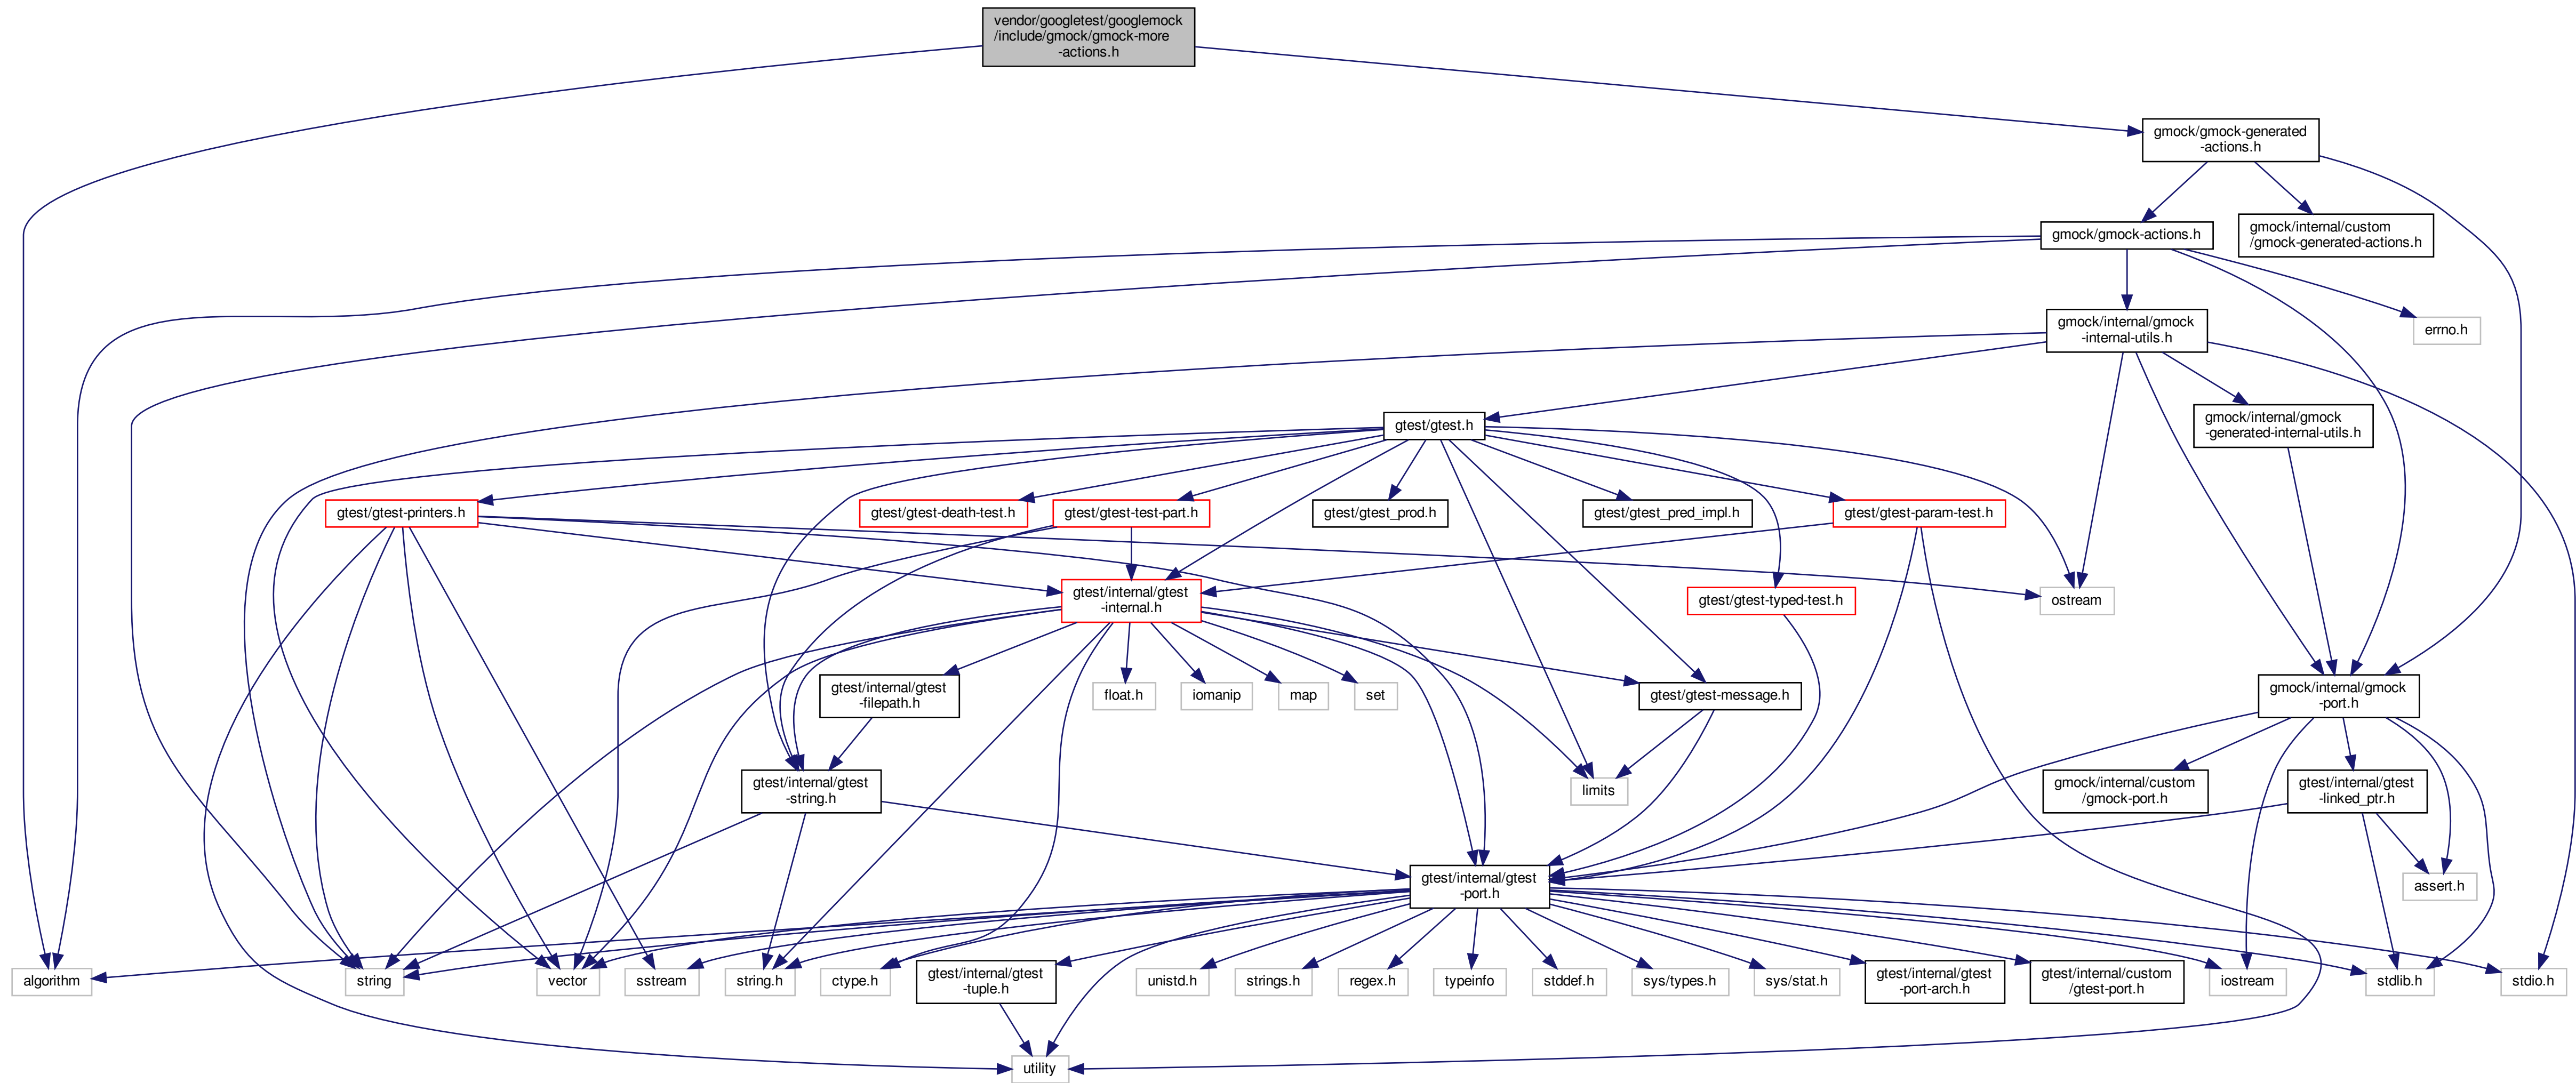 vendor/googletest/googlemock
/include/gmock/gmock-more
-actions.h
gmock/gmock-generated
-actions.h
gmock/gmock-actions.h
gmock/internal/custom
/gmock-generated-actions.h
gmock/internal/gmock
-internal-utils.h
errno.h
gtest/gtest.h
gmock/internal/gmock
-generated-internal-utils.h
gtest/gtest-printers.h
gtest/gtest-death-test.h
gtest/gtest-test-part.h
gtest/gtest_prod.h
gtest/gtest_pred_impl.h
gtest/gtest-param-test.h
gtest/internal/gtest
-internal.h
gtest/gtest-typed-test.h
ostream
gtest/internal/gtest
-filepath.h
float.h
iomanip
map
set
gtest/gtest-message.h
gmock/internal/gmock
-port.h
gtest/internal/gtest
-string.h
limits
gmock/internal/custom
/gmock-port.h
gtest/internal/gtest
-linked_ptr.h
gtest/internal/gtest
-port.h
assert.h
algorithm
string
vector
sstream
string.h
ctype.h
gtest/internal/gtest
-tuple.h
unistd.h
strings.h
regex.h
typeinfo
stddef.h
sys/types.h
sys/stat.h
gtest/internal/gtest
-port-arch.h
gtest/internal/custom
/gtest-port.h
iostream
stdlib.h
stdio.h
utility